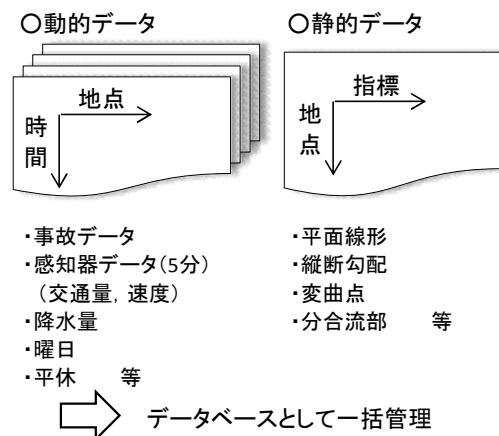 ○動的データ
地点
時間
・事故データ
・感知器データ(5分)
(交通量, 速度)
・降水量
・曜日
・平休　等
○静的データ
指標
地点
・平面線形
・縦断勾配
・変曲点
・分合流部　等
データベースとして一括管理